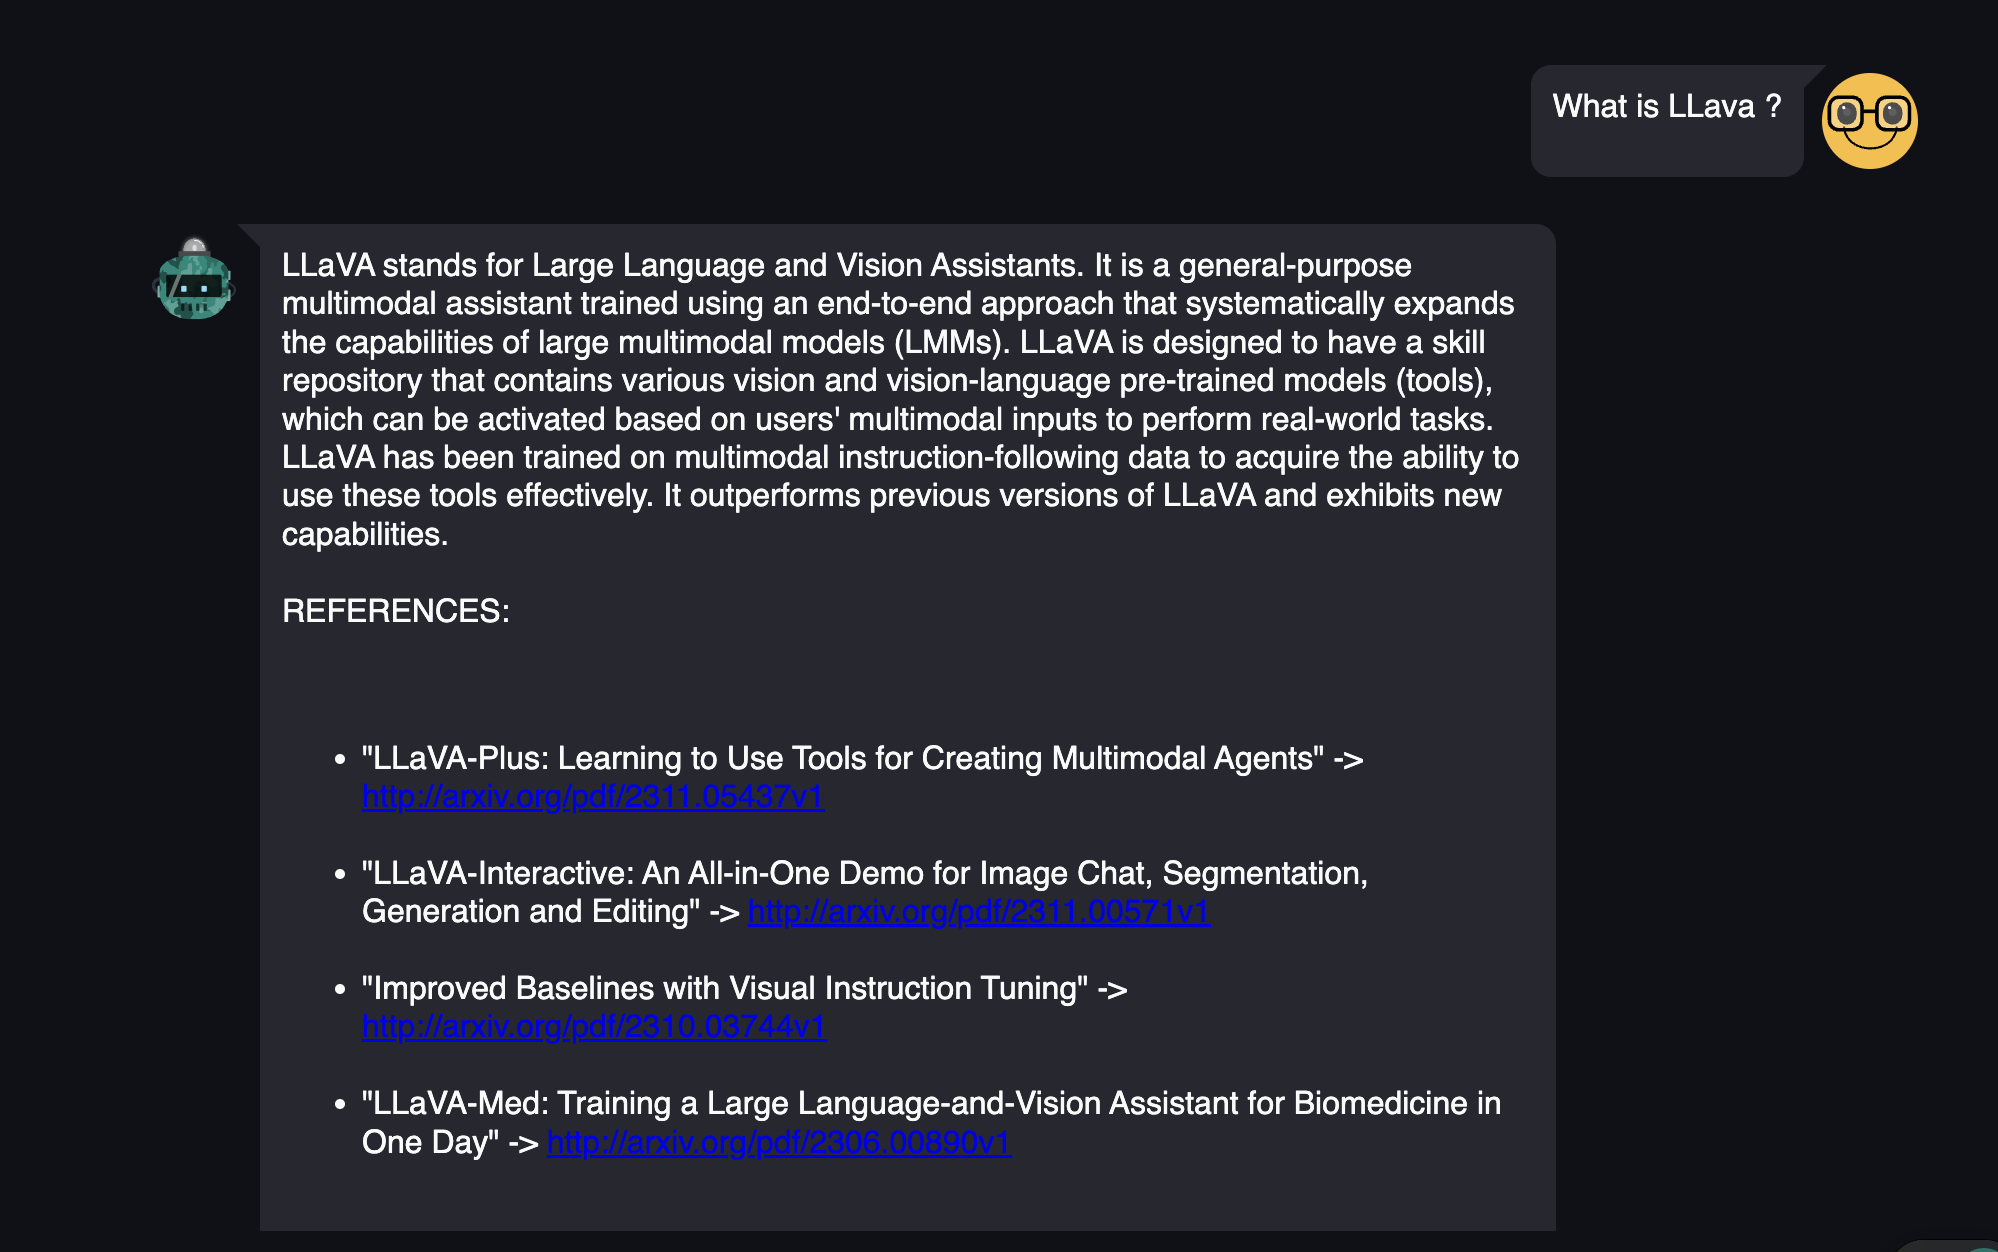 What is LLava ?
LLaVA stands for Large Language and Vision Assistants. It is a general-purpose
multimodal assistant trained using an end-to-end approach that systematically expands
the capabilities of large multimodal models (LMMs). LLaVA is designed to have a skill
repository that contains various vision and vision-language pre-trained models (tools),
which can be activated based on users' multimodal inputs to perform real-world tasks.
LLaVA has been trained on multimodal instruction-following data to acquire the ability to
use these tools effectively. It outperforms previous versions of LLaVA and exhibits new
capabilities.
REFERENCES:
• "LLaVA-Plus: Learning to Use Tools for Creating Multimodal Agents" ->
http://arxiv.org/pdf/2311.05437v1
• "LLaVA-Interactive: An All-in-One Demo for Image Chat, Segmentation,
Generation and Editing" -> http://arxiv.org/pdf/2311.00571v1
• "Improved Baselines with Visual Instruction Tuning" ->
http://arxiv.org/pdf/2310.03744v1
• "LLaVA-Med: Training a Large Language-and-Vision Assistant for Biomedicine in
One Day" -> http://arxiv.org/pdf/2306.00890v1